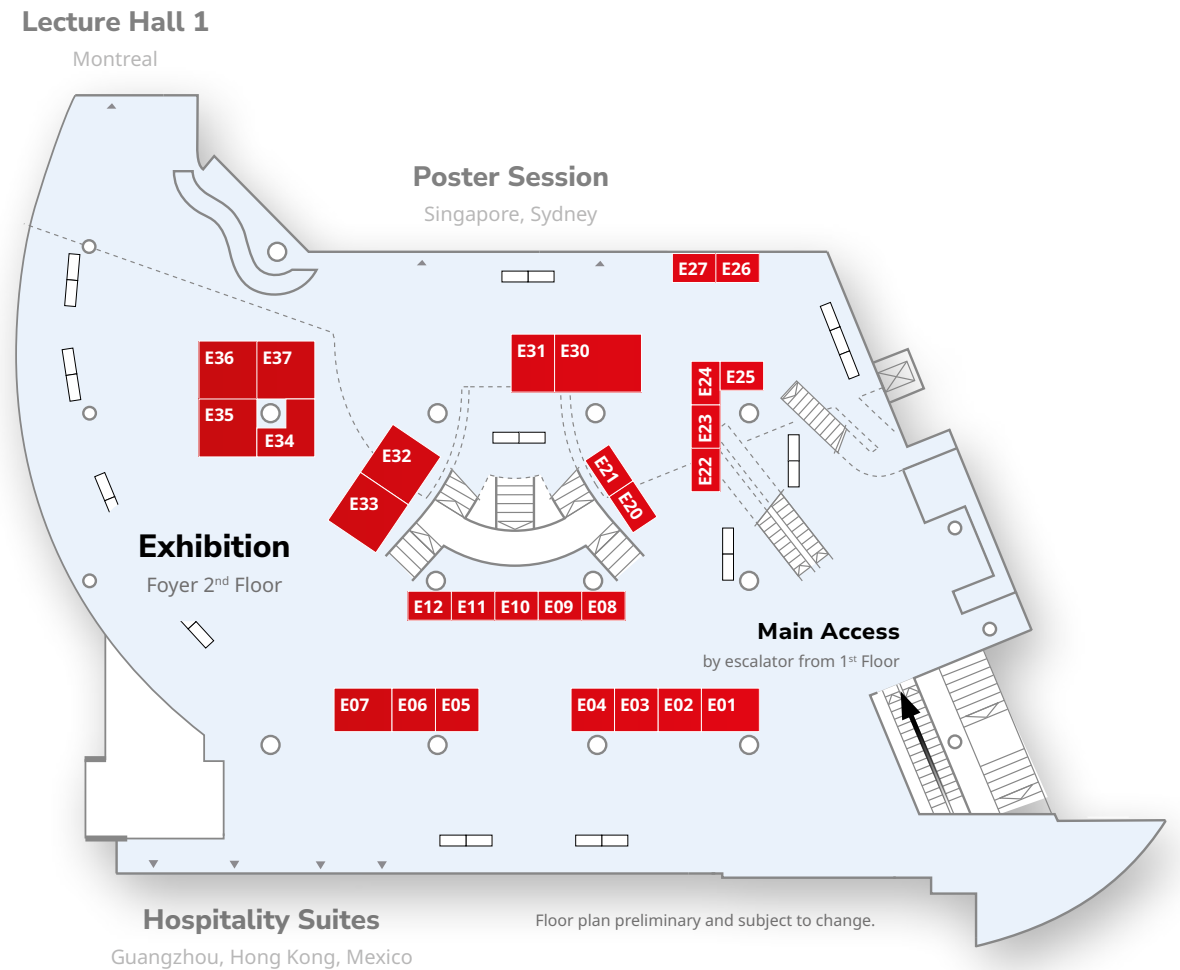 Lecture Hall 1
Montreal
Poster Session
Singapore, Sydney
E27 E26
E31 E30
E36 E37
E24 E25
E35
E34
E23
E32
E21
E22
E33
E20
Exhibition
Foyer 2nd Floor
E12 E11 E10 E09 E08
Main Access
by escalator from 1st Floor
E07 E06 E05
E04 E03 E02 E01
Hospitality Suites
Guangzhou, Hong Kong, Mexico
Floor plan preliminary and subject to change.